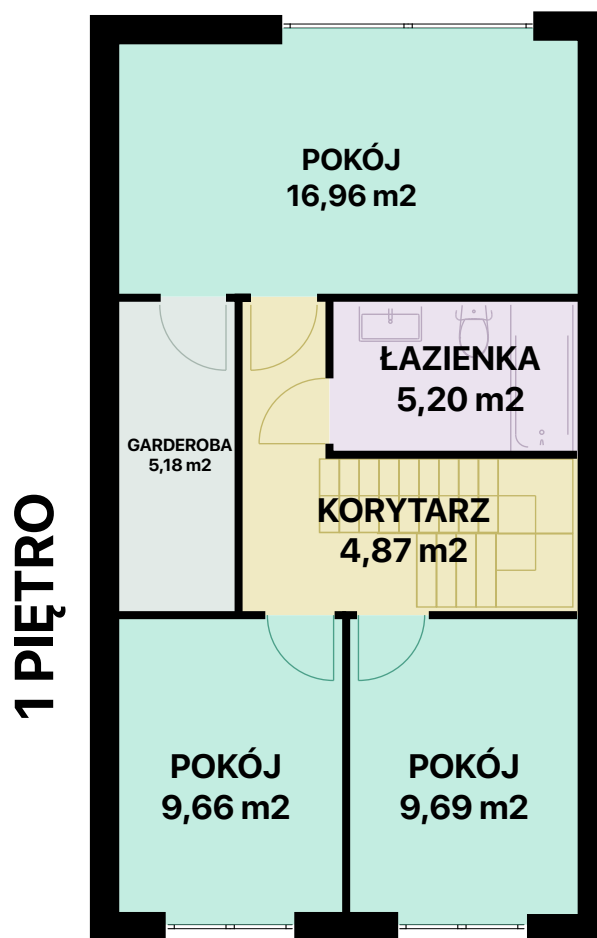 POKÓJ
16,96 m2
ŁAZIENKA
5,20 m2
GARDEROBA
5,18 m2
KORYTARZ
4,87 m2
1 PIĘTRO
POKÓJ
9,66 m2
POKÓJ
9,69 m2